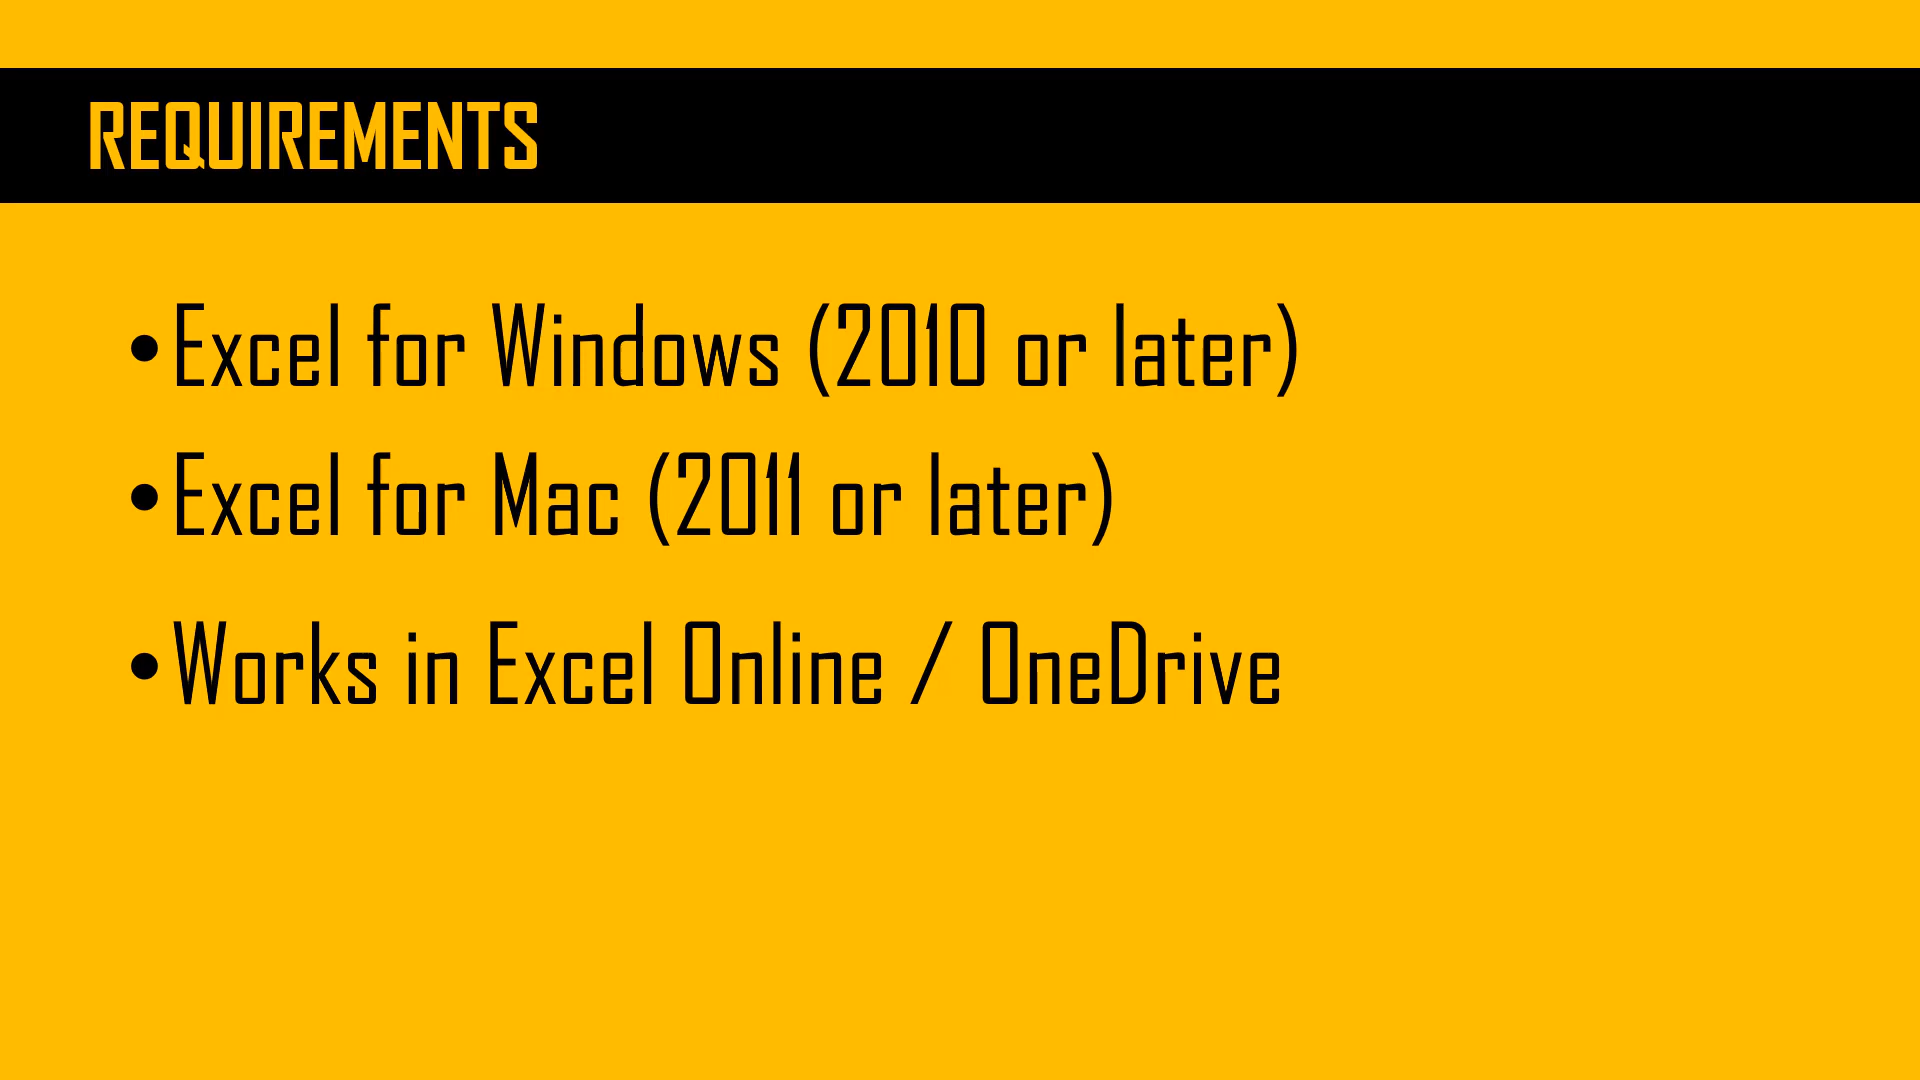 REQUIREMENTS
•Excel for Windows (2010 or later)
•Excel for Mac (2011 or later)
•Works in Excel Online / OneDrive